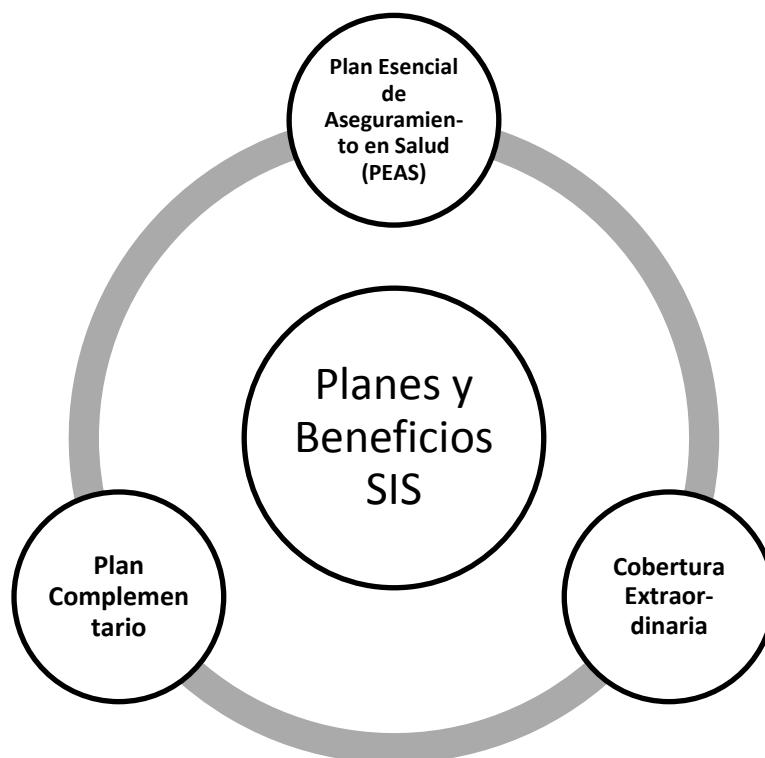 Plan Esencial
de
Aseguramien-
to en Salud
(PEAS)
Planes y
Beneficios
SIS
Plan
Complemen
tario
Cobertura
Extraor-
dinaria